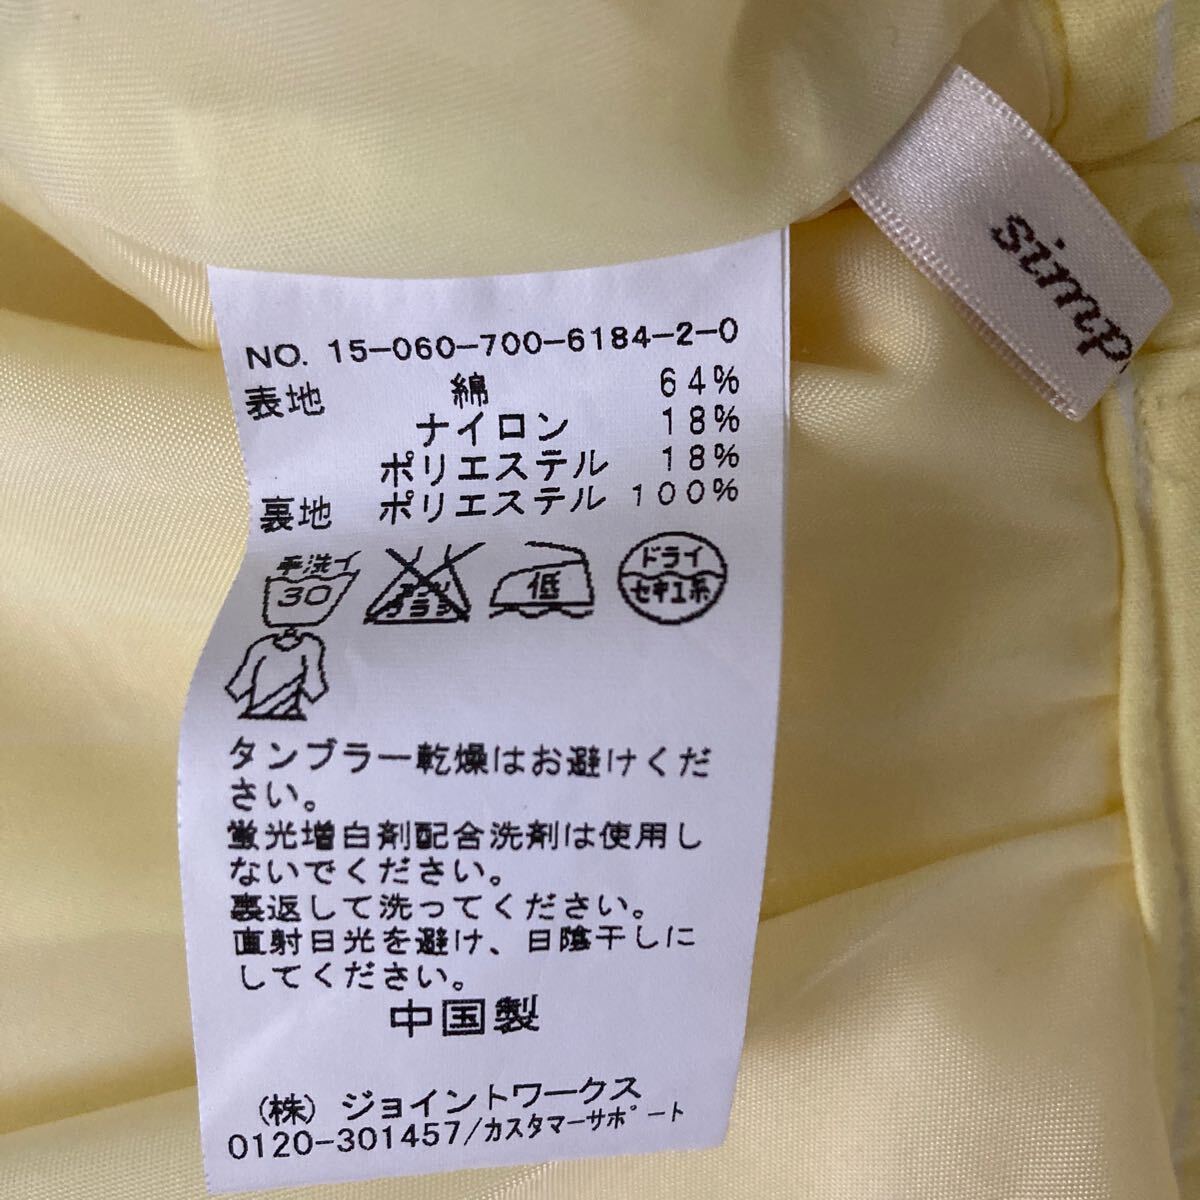 simp
NO. 15-060-700-6184-2-0
表地 綿 64%
ナイロン 18%
ポリエステル 18%
裏地 ポリエステル 100%
手洗イ
30
エンソ
サラシ
低
ドライ
セキユ系
タンブラー乾燥はお避けくだ
さい。
蛍光増白剤配合洗剤は使用し
ないでください。
裏返して洗ってください。
直射日光を避け、日陰干しに
してください。
中国製
(株) ジョイントワークス
0120-301457/カスタマーサポート